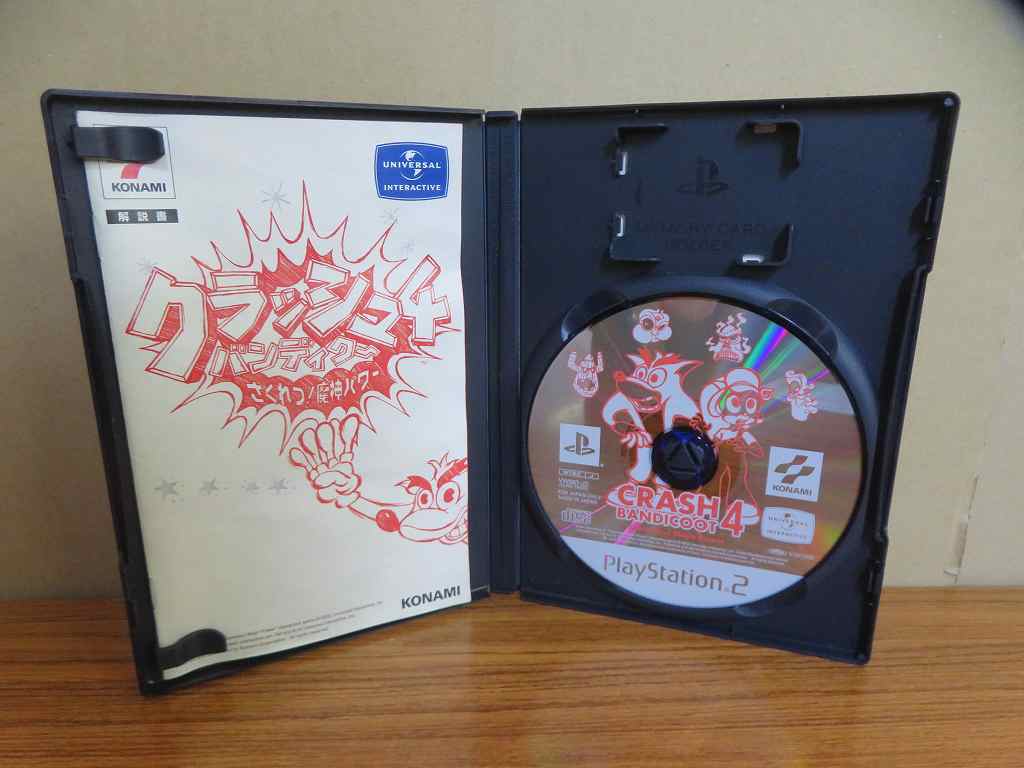 KONAMI
解説書
UNIVERSAL
INTERACTIVE
クラッシュ
バンディクー4
さくれつ!魔神パワー
KONAMI
MEMORY CARD
HOLDER
KONAMI
CRASH
BANDICOOT 4
UNIVERSAL
INTERACTIVE
PlayStation 2